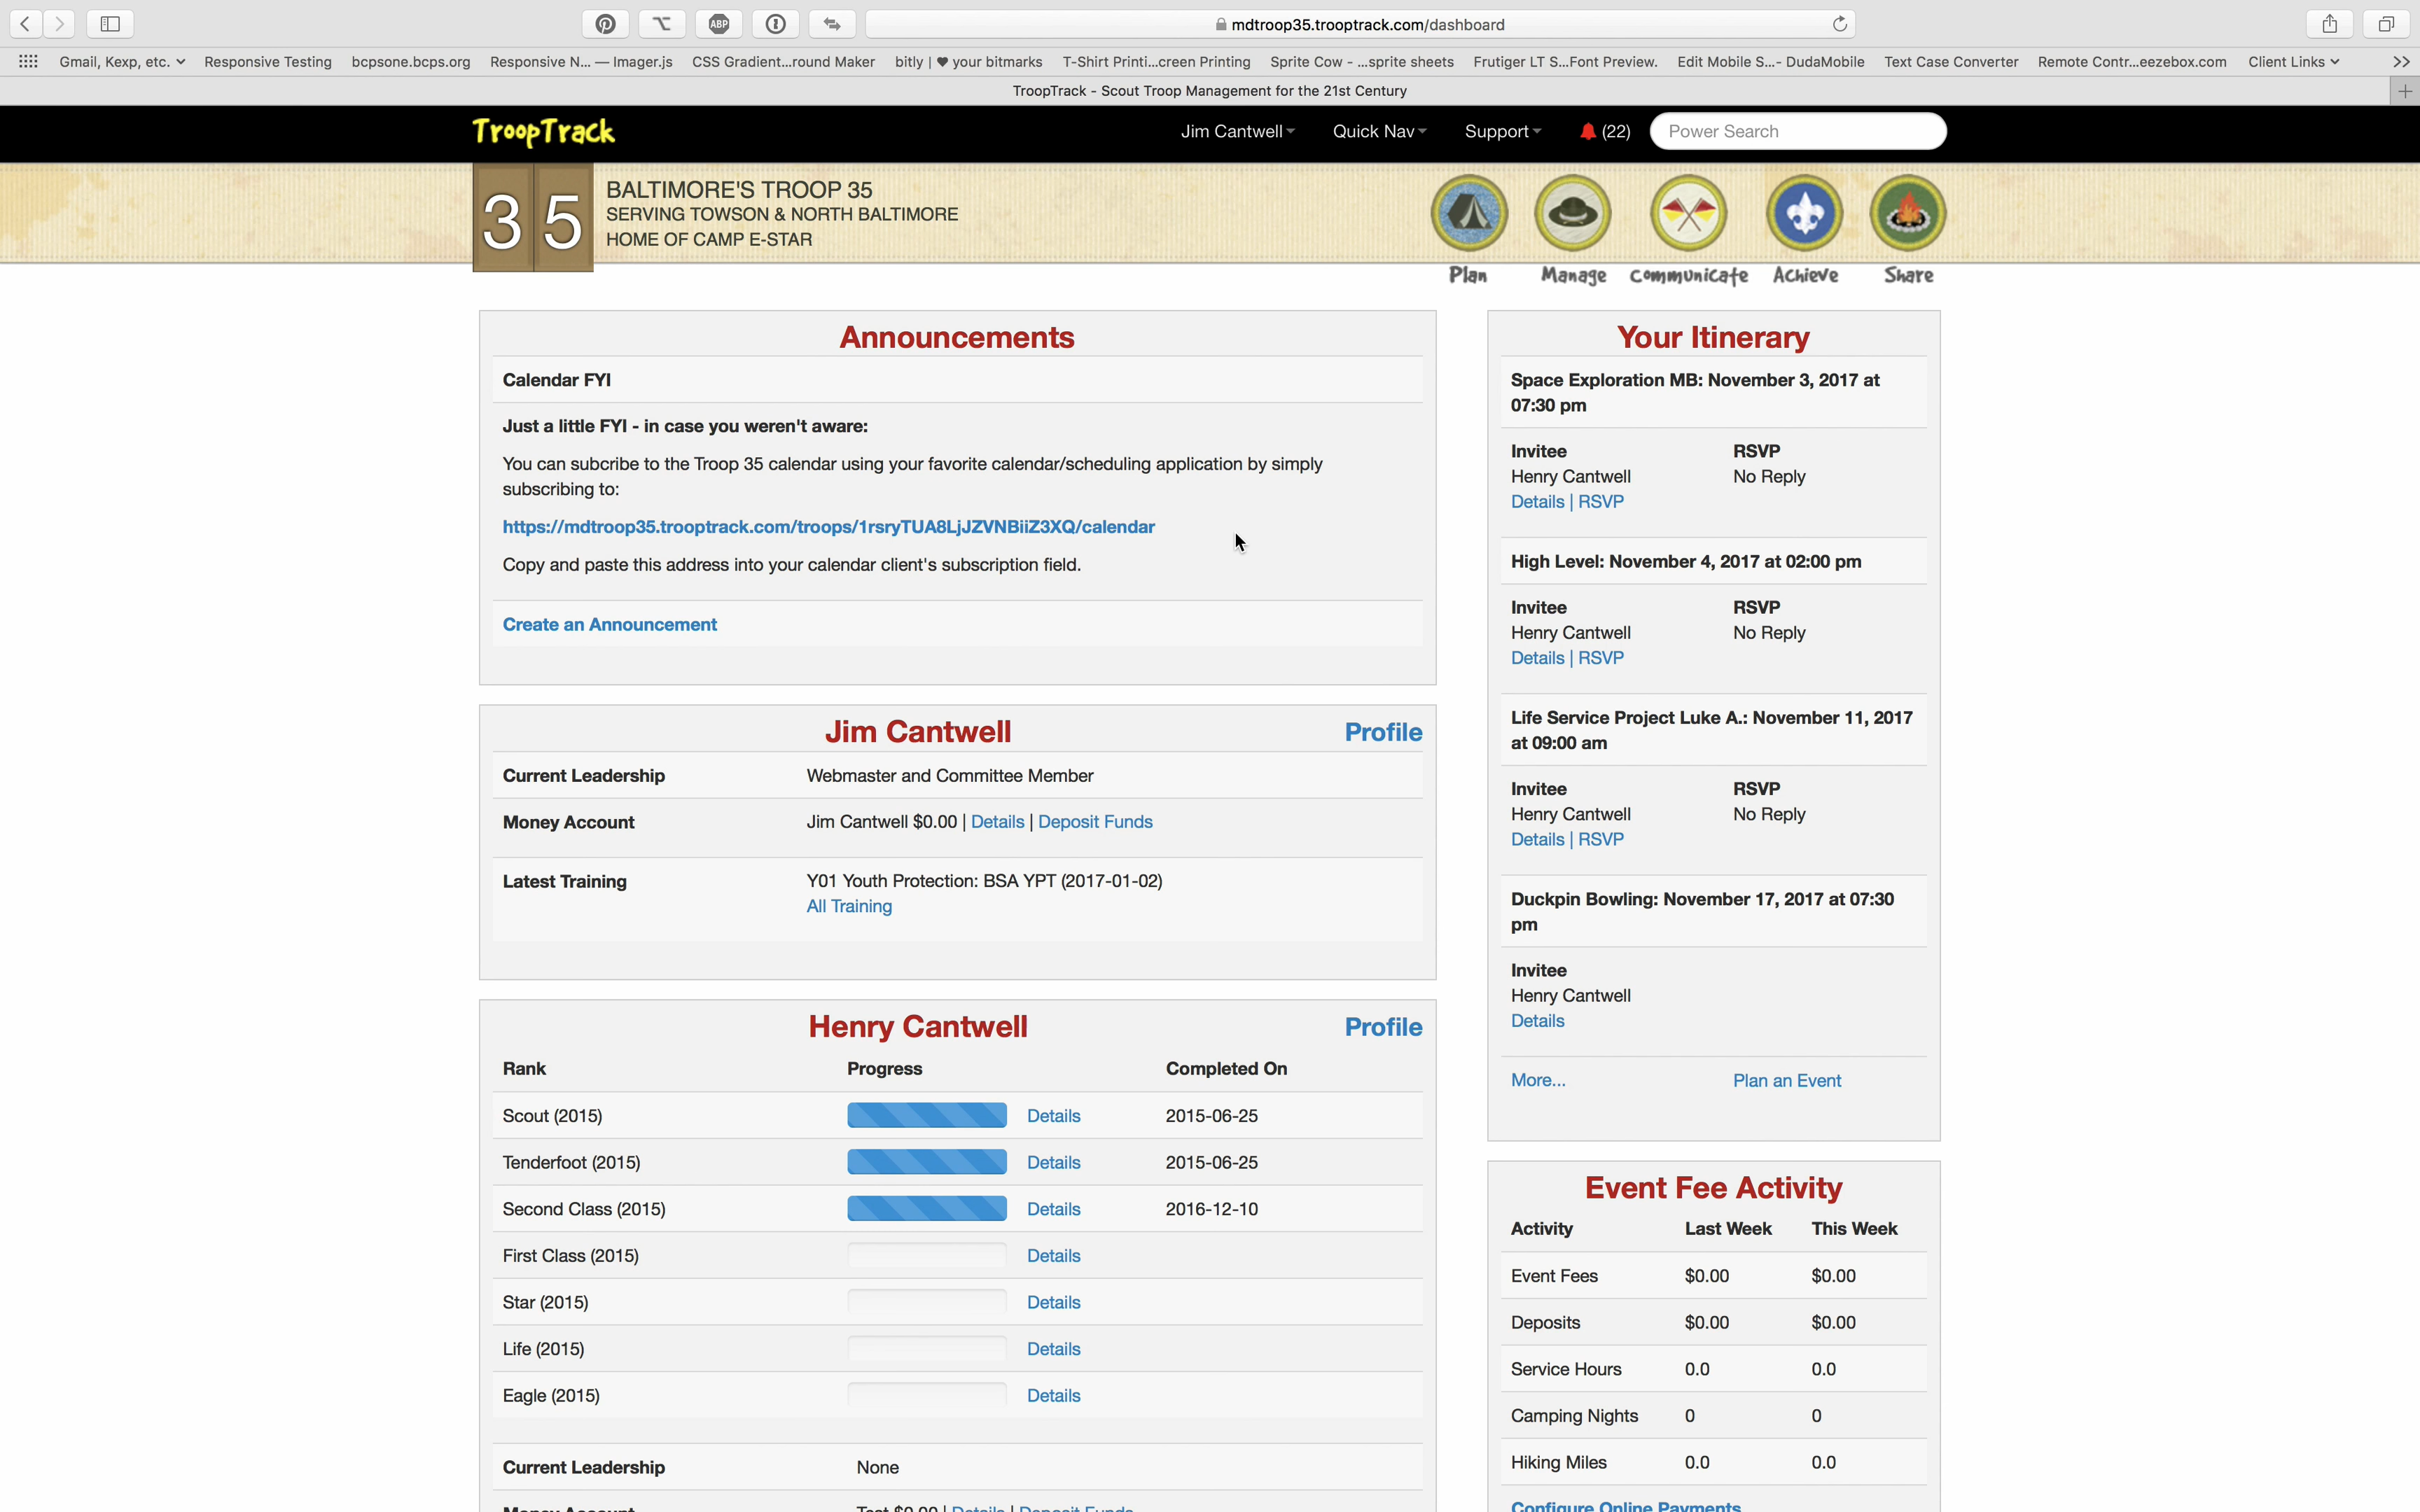 mdtroop35.trooptrack.com/dashboard
Gmail, Kexp, etc.
Responsive Testing
bcpsone.bcps.org
Responsive N... — Imager.js
CSS Gradient...round Maker
bitly | ♥ your bitmarks
T-Shirt Printi...creen Printing
Sprite Cow - ...sprite sheets
Frutiger LT S...Font Preview.
Edit Mobile S...- DudaMobile
Text Case Converter
Remote Contr...eezebox.com
Client Links
TroopTrack - Scout Troop Management for the 21st Century
TroopTrack
Jim Cantwell
Quick Nav
Support
(22)
Power Search
35
BALTIMORE'S TROOP 35
SERVING TOWSON & NORTH BALTIMORE
HOME OF CAMP E-STAR
Plan
Manage
Communicate
Achieve
Share
Announcements
Calendar FYI
Just a little FYI - in case you weren't aware:
You can subcribe to the Troop 35 calendar using your favorite calendar/scheduling application by simply
subscribing to:
https://mdtroop35.trooptrack.com/troops/1rsryTUA8LjJZVNBiiZ3XQ/calendar
Copy and paste this address into your calendar client's subscription field.
Create an Announcement
Jim Cantwell
Profile
Current Leadership Webmaster and Committee Member
Money Account Jim Cantwell $0.00 | Details | Deposit Funds
Latest Training Y01 Youth Protection: BSA YPT (2017-01-02)
All Training
Henry Cantwell
Profile
Rank Progress Completed On
Scout (2015) Details 2015-06-25
Tenderfoot (2015) Details 2015-06-25
Second Class (2015) Details 2016-12-10
First Class (2015) Details
Star (2015) Details
Life (2015) Details
Eagle (2015) Details
Current Leadership None
Money Account Test $0.00 | Details | Deposit Funds
Your Itinerary
Space Exploration MB: November 3, 2017 at
07:30 pm
Invitee RSVP
Henry Cantwell No Reply
Details | RSVP
High Level: November 4, 2017 at 02:00 pm
Invitee RSVP
Henry Cantwell No Reply
Details | RSVP
Life Service Project Luke A.: November 11, 2017
at 09:00 am
Invitee RSVP
Henry Cantwell No Reply
Details | RSVP
Duckpin Bowling: November 17, 2017 at 07:30
pm
Invitee
Henry Cantwell
Details
More... Plan an Event
Event Fee Activity
Activity Last Week This Week
Event Fees $0.00 $0.00
Deposits $0.00 $0.00
Service Hours 0.0 0.0
Camping Nights 0 0
Hiking Miles 0.0 0.0
Configure Online Payments